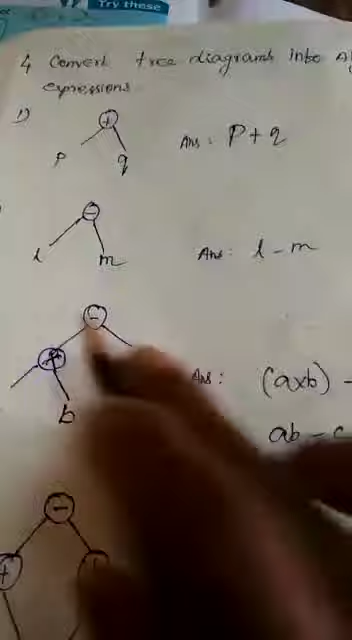 Try these
4 Convert tree diagrams into
expressions
1)
+
p q
Ans: p + q
-
l m
Ans: l - m
-
b
Ans: (axb) -
ab - c
-
+